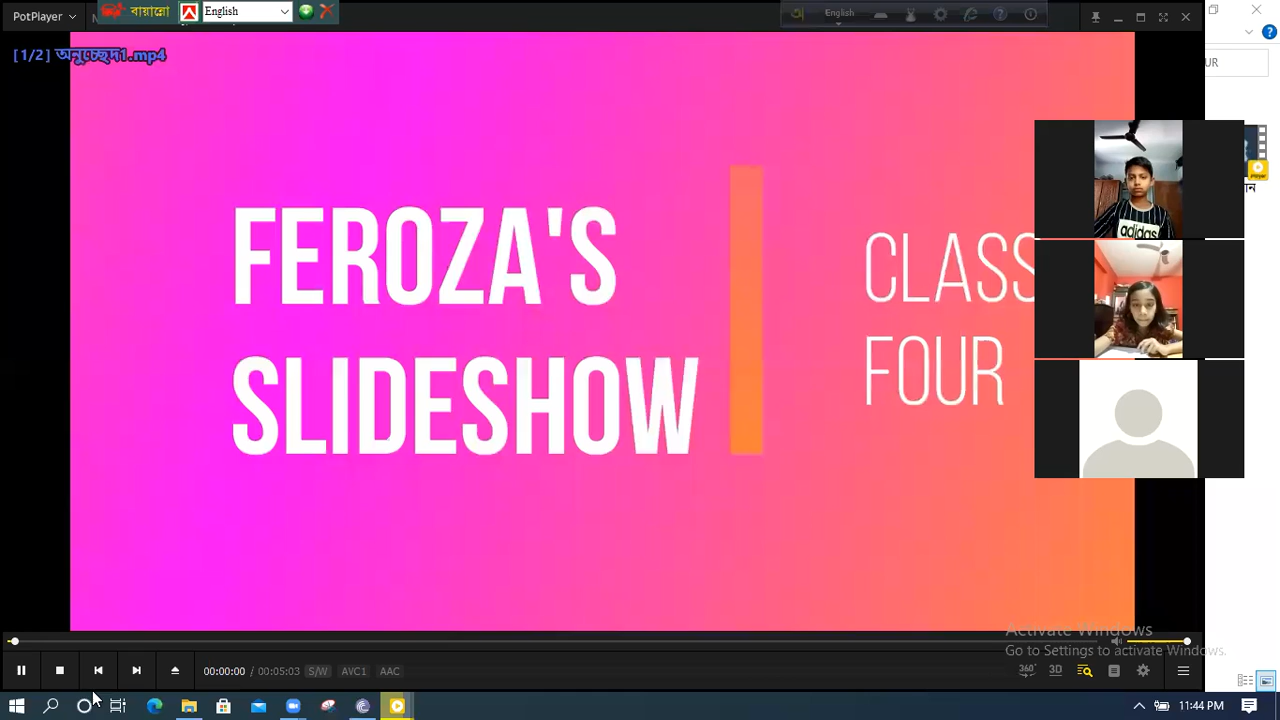 PotPlayer
বায়ান্নো
English
English
[1/2] অনুচ্ছেদ1.mp4
UR
FEROZA'S
SLIDESHOW
CLASS
FOUR
adidas
Activate Windows
Go to Settings to activate Windows.
00:00:00 / 00:05:03 S/W AVC1 AAC
360° 3D
11:44 PM